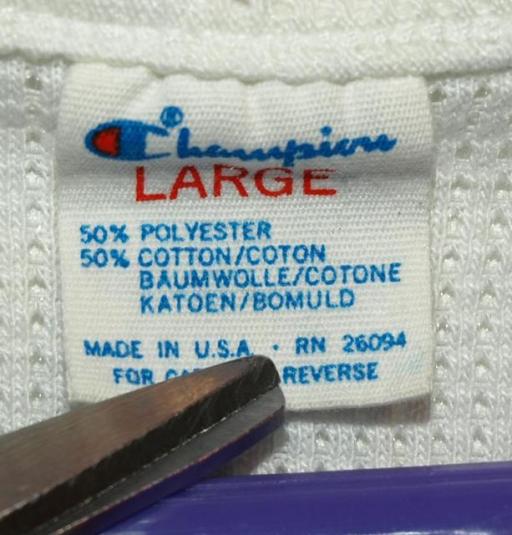 Champion®
LARGE
50% POLYESTER
50% COTTON/COTON
BAUMWOLLE/COTONE
KATOEN/BOMULD
MADE IN U.S.A. · RN 26094
FOR REVERSE